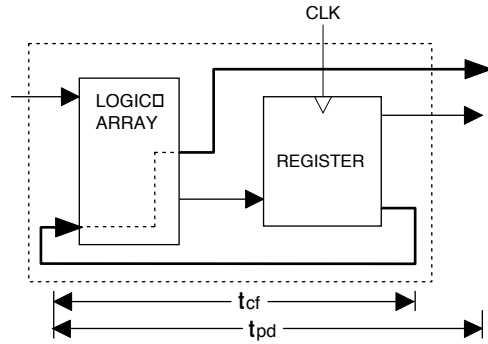 CLK
LOGIC□
ARRAY
REGISTER
tcf
tpd